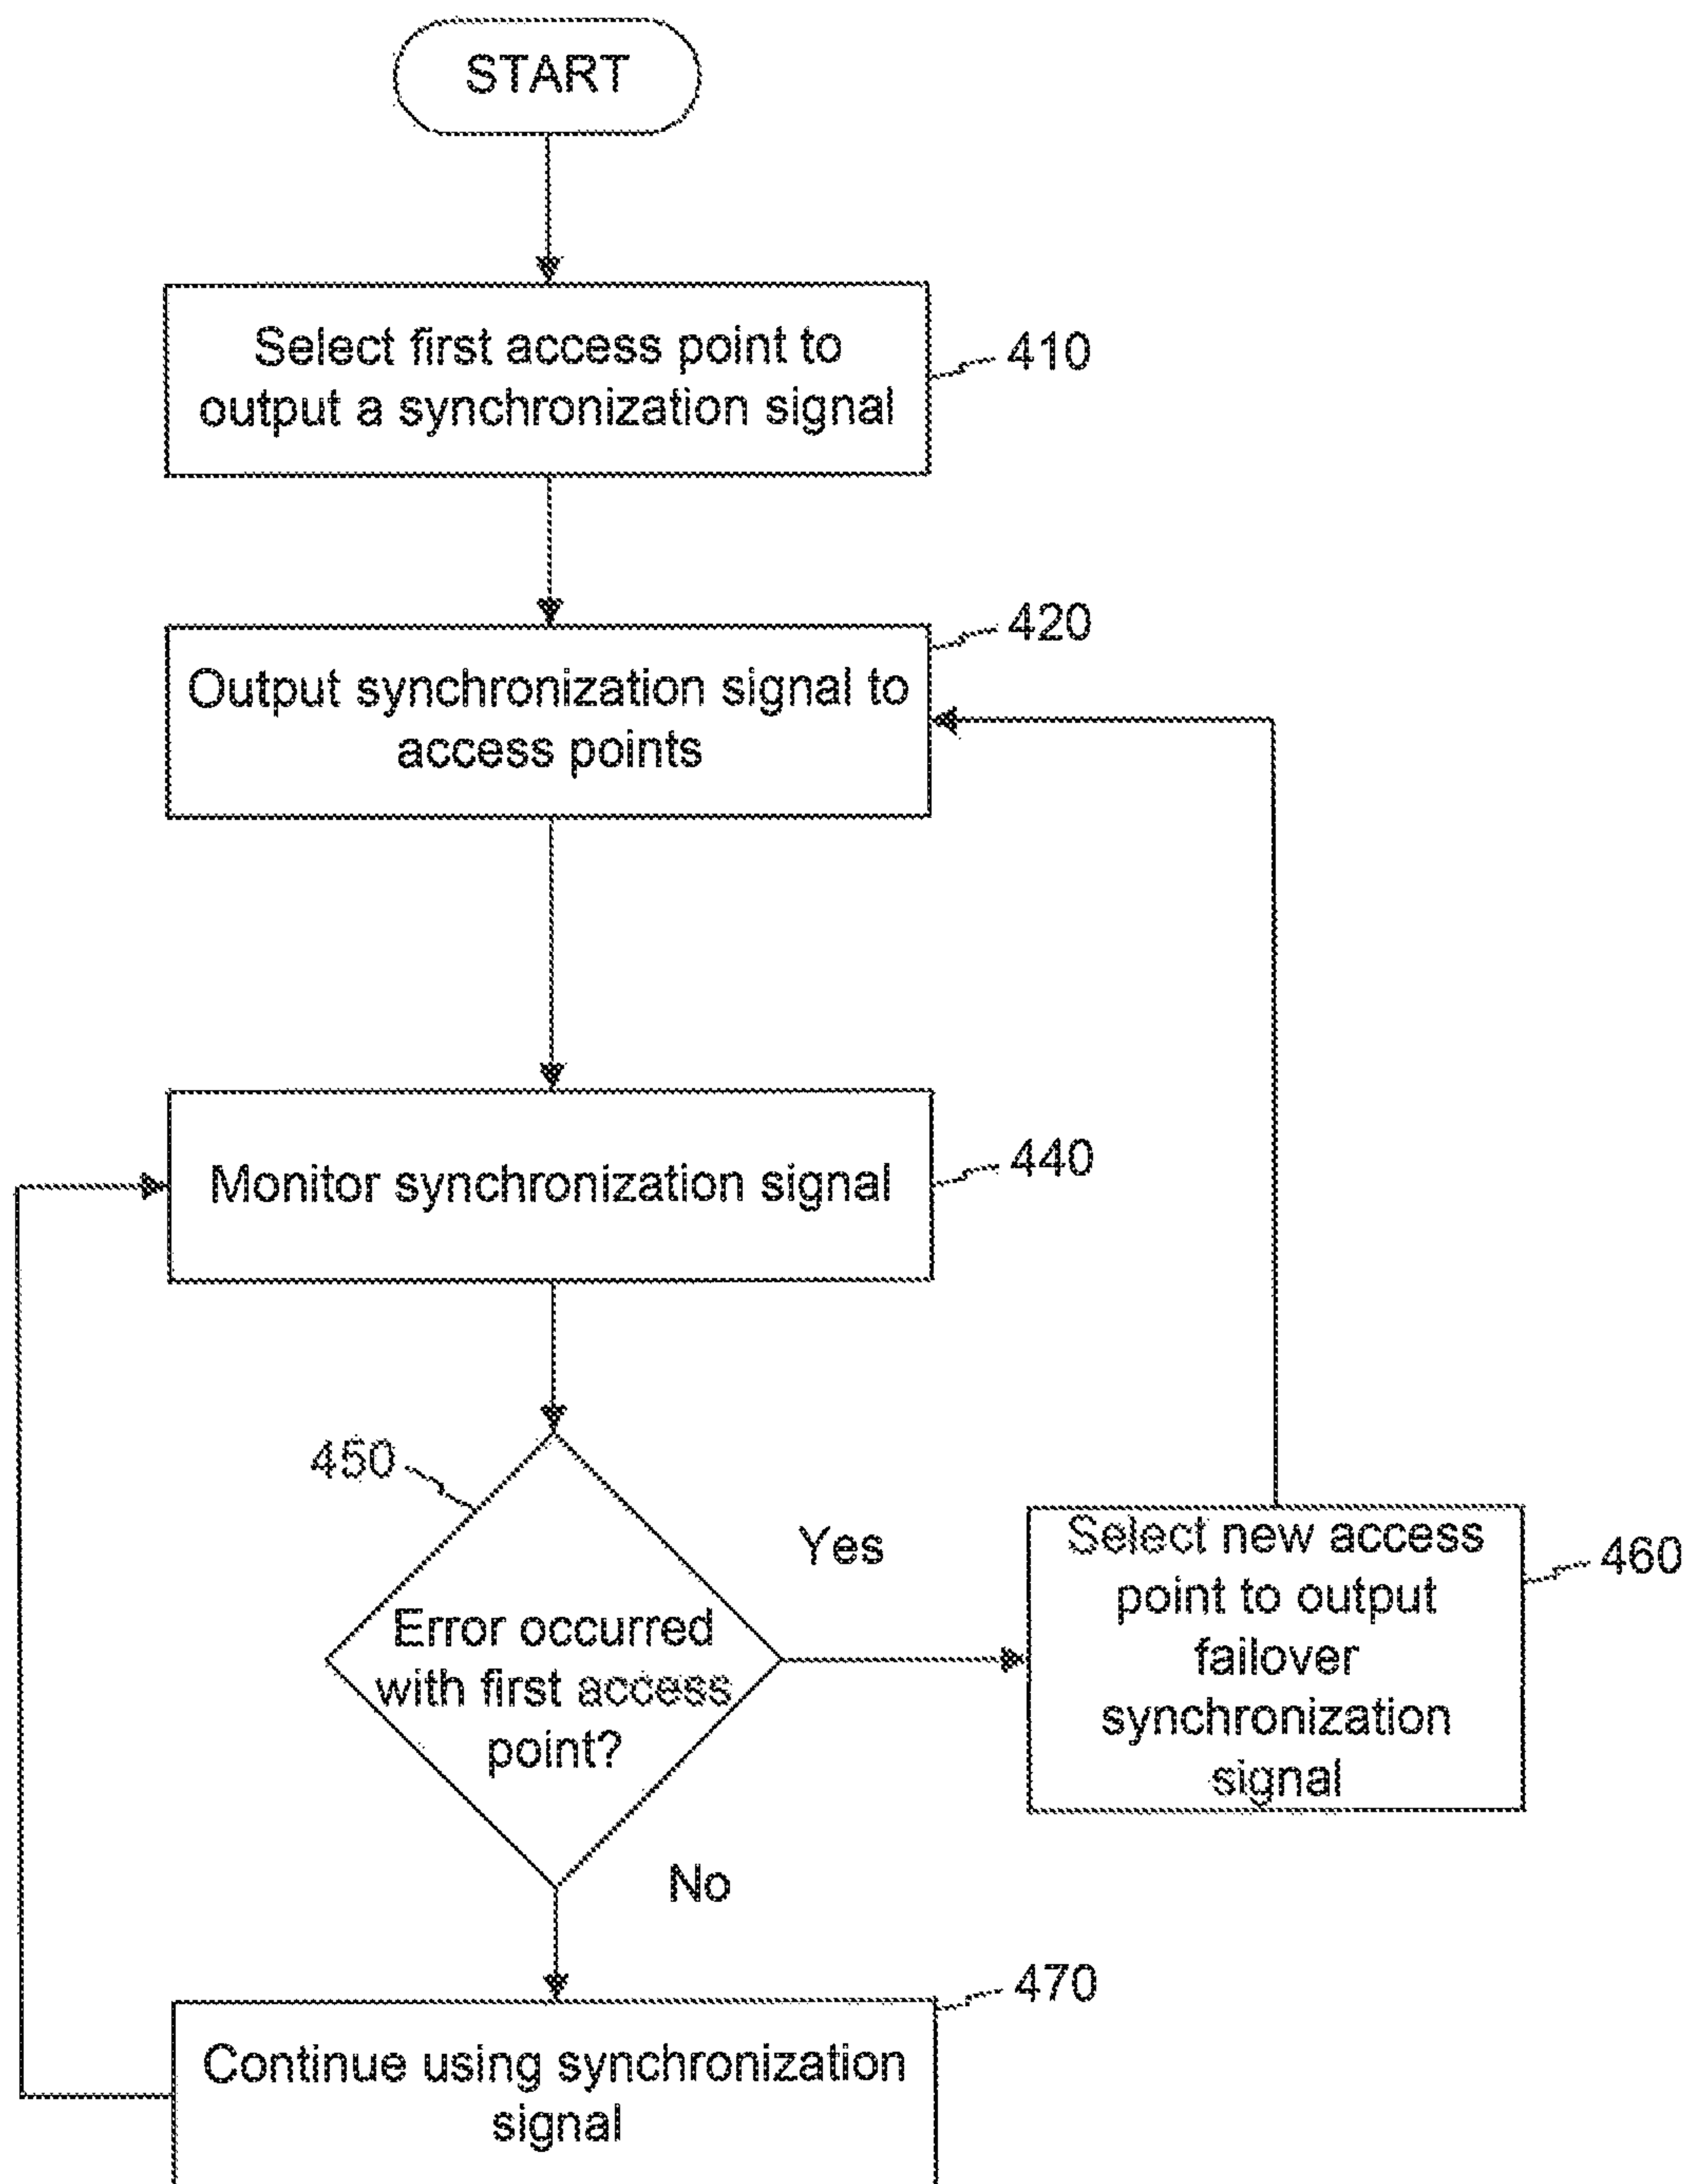 START
Select first access point to
output a synchronization signal
410
420
Output synchronization signal to
access points
Monitor synchronization signal
440
450
Yes
Error occurred
with first access
point?
Select new access
point to output
failover
synchronization
signal
460
No
470
Continue using synchronization
signal